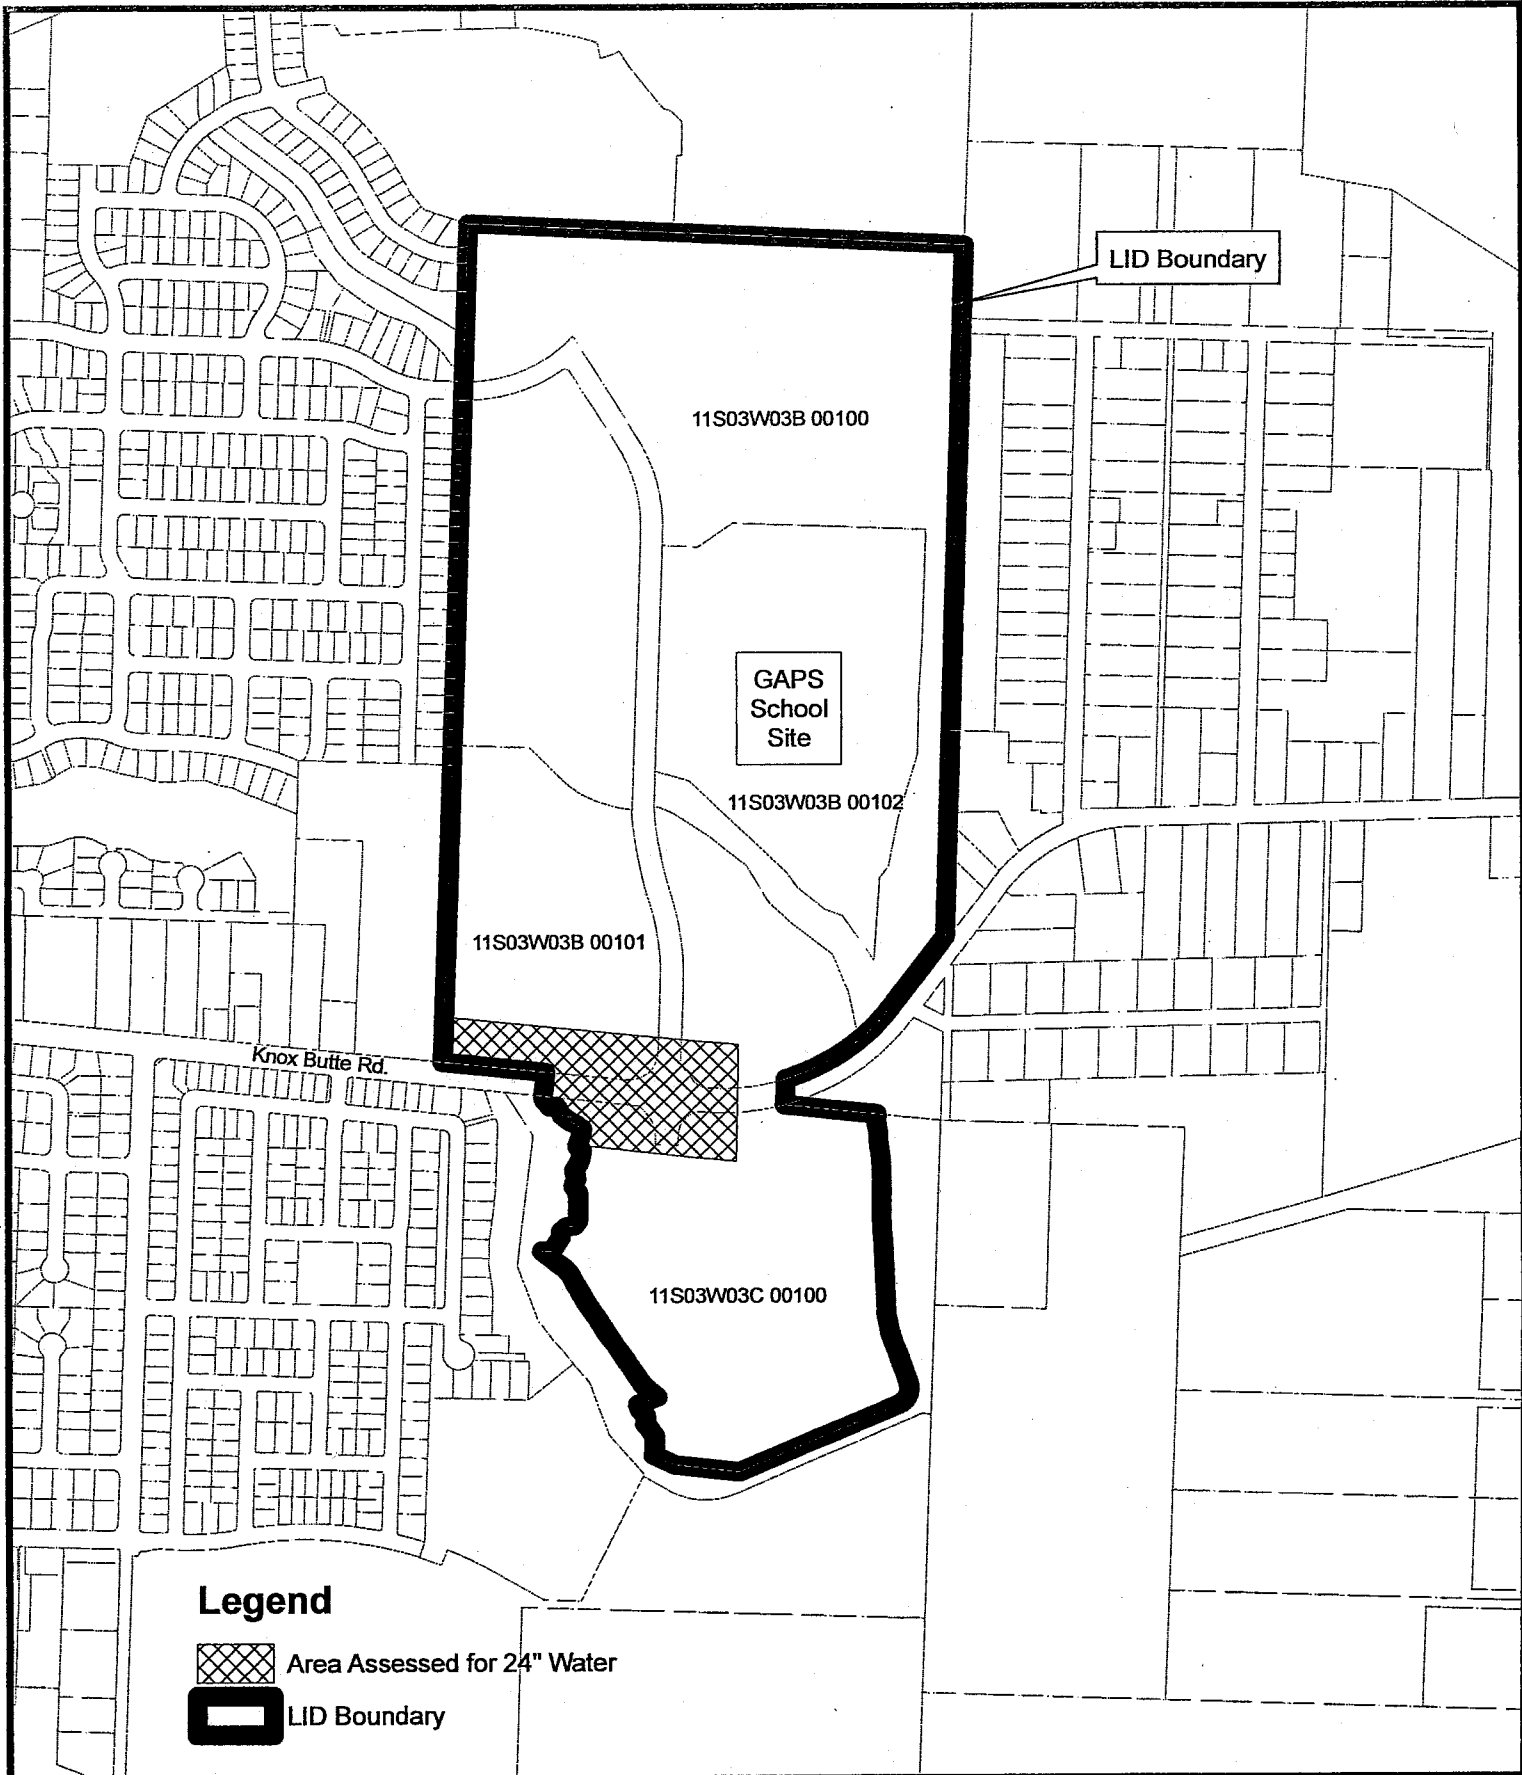 LID Boundary
11S03W03B 00100
GAPS
School
Site
11S03W03B 00102
11S03W03B 00101
Knox Butte Rd.
11S03W03C 00100
Legend
Area Assessed for 24" Water
LID Boundary